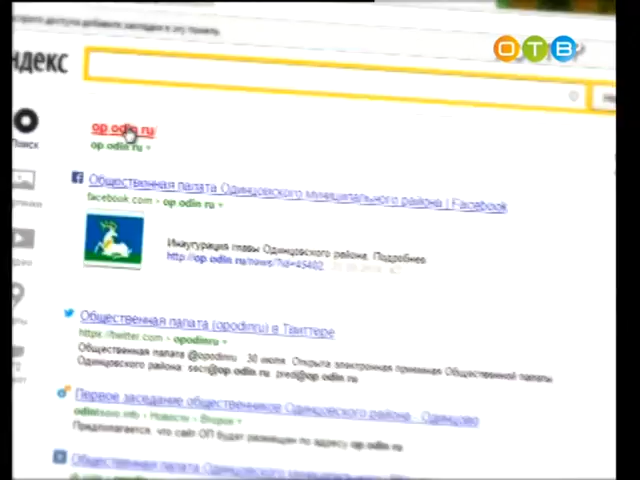 ОТВ
ндекс
op odin ru
Поиск
op.odin.ru
Общественная палата Одинцовского муниципального района | Facebook
facebook.com › op odin ru
Инаугурация главы Одинцовского района. Подробнее
http://op.odin.ru/news/?id=45402
Общественная палата (opodinru) в Твиттере
https://twitter.com › opodinru
Общественная палата @opodinru 30 июля Открыта электронная приемная Общественной палаты
Одинцовского района secr@op.odin.ru pred@op.odin.ru
Первое заседание общественников Одинцовского района - Одинцово
odintsovo.info › Новости ›
Предполагается, что сайт ОП будет размещен по адресу op.odin.ru
Общественная палата Одинцовского муниципального